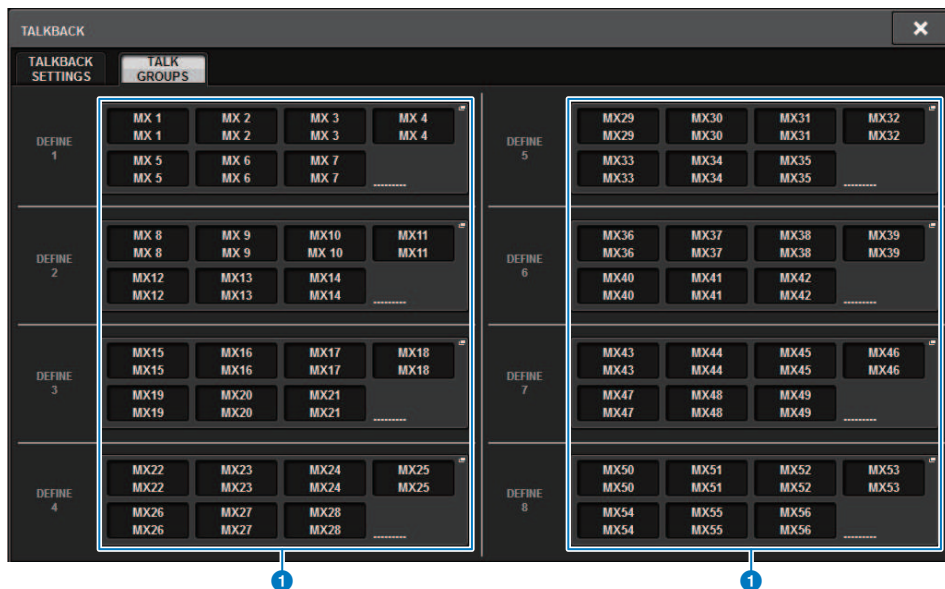 TALKBACK
TALKBACK SETTINGS
TALK GROUPS
DEFINE 1
MX 1 MX 2 MX 3 MX 4
MX 1 MX 2 MX 3 MX 4
MX 5 MX 6 MX 7
MX 5 MX 6 MX 7
DEFINE 2
MX 8 MX 9 MX10 MX11
MX 8 MX 9 MX 10 MX11
MX12 MX13 MX14
MX12 MX13 MX14
DEFINE 3
MX15 MX16 MX17 MX18
MX15 MX16 MX17 MX18
MX19 MX20 MX21
MX19 MX20 MX21
DEFINE 4
MX22 MX23 MX24 MX25
MX22 MX23 MX24 MX25
MX26 MX27 MX28
MX26 MX27 MX28
DEFINE 5
MX29 MX30 MX31 MX32
MX29 MX30 MX31 MX32
MX33 MX34 MX35
MX33 MX34 MX35
DEFINE 6
MX36 MX37 MX38 MX39
MX36 MX37 MX38 MX39
MX40 MX41 MX42
MX40 MX41 MX42
DEFINE 7
MX43 MX44 MX45 MX46
MX43 MX44 MX45 MX46
MX47 MX48 MX49
MX47 MX48 MX49
DEFINE 8
MX50 MX51 MX52 MX53
MX50 MX51 MX52 MX53
MX54 MX55 MX56
MX54 MX55 MX56
1 1